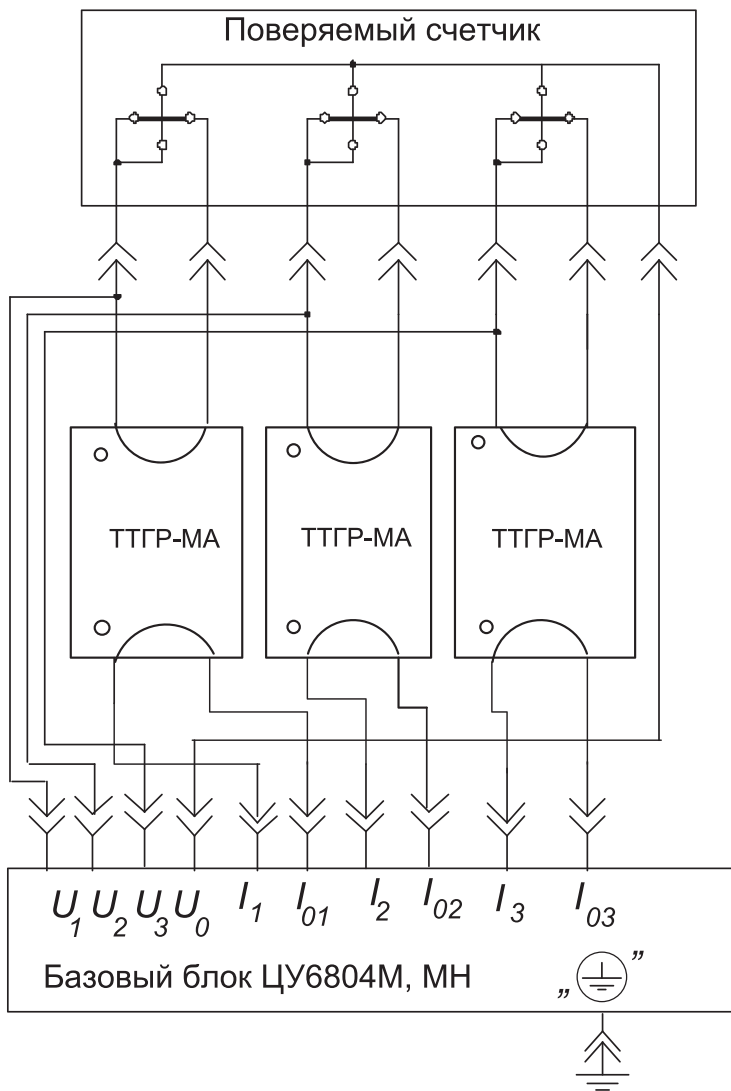 Поверяемый счетчик
ТТГР-МА ТТГР-МА ТТГР-МА
U1 U2 U3 U0 I1 I01 I2 I02 I3 I03
Базовый блок ЦУ6804М, МН „ ”